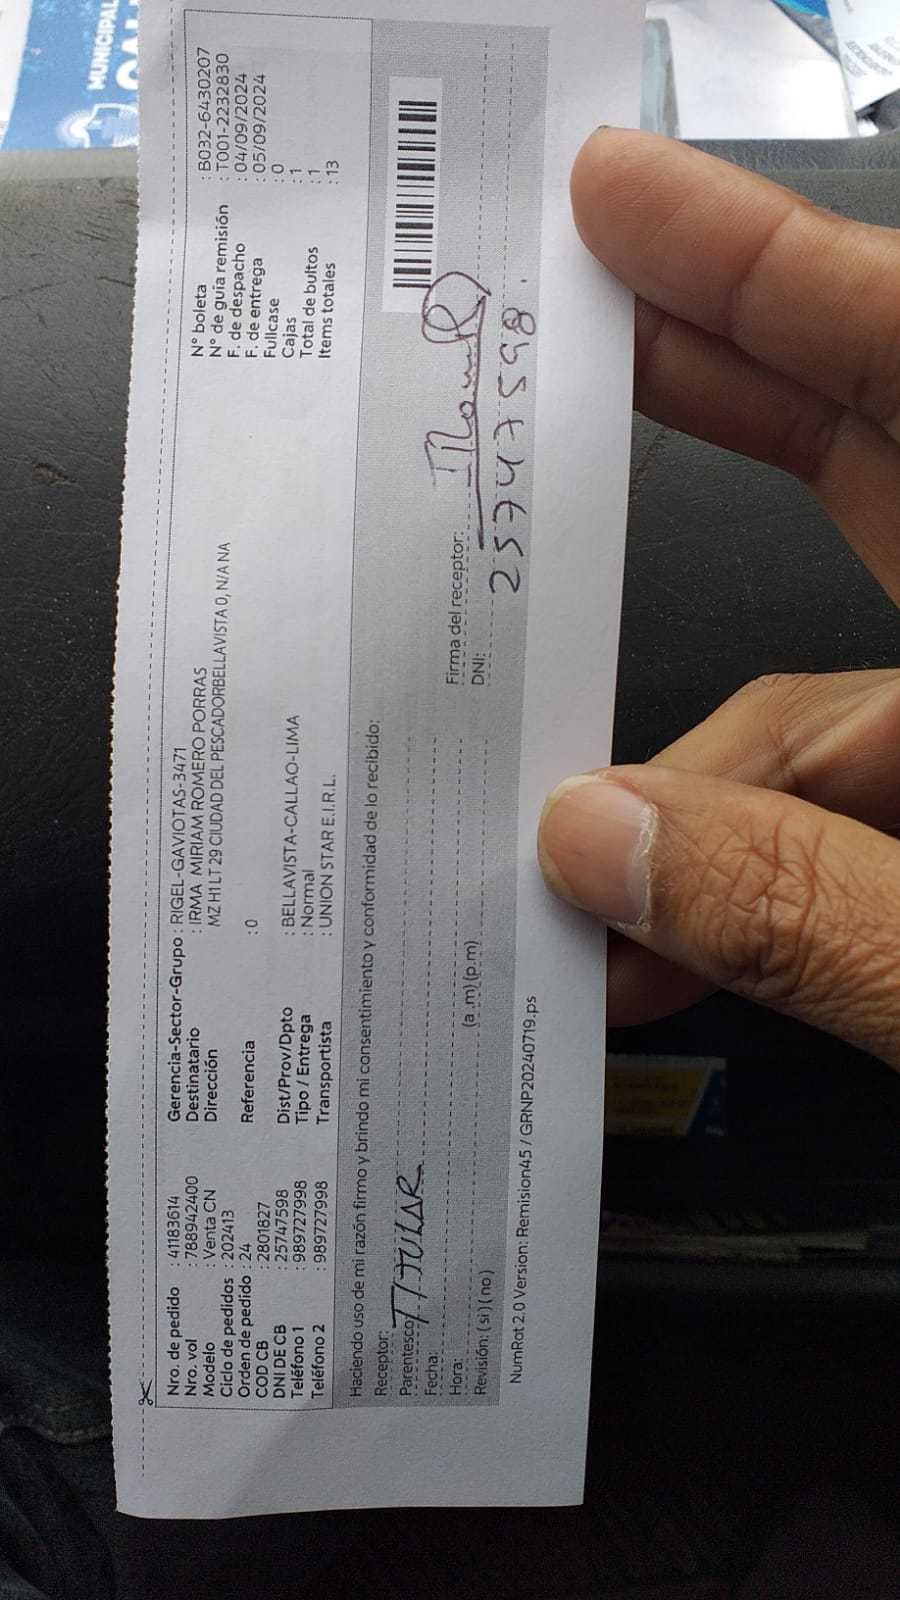 MUNICIPAL
Nro. de pedido : 41183614
Nro. vol : 788942400
Modelo : Venta CN
Ciclo de pedidos : 202413
Orden de pedido : 24
COD CB : 2801827
DNI DE CB : 25747598
Teléfono 1 : 989727998
Teléfono 2 : 989727998
Gerencia-Sector-Grupo : RIGEL-GAVIOTAS-3471
Destinatario : IRMA MIRIAM ROMERO PORRAS
Dirección MZ H1 LT 29 CIUDAD DEL PESCADORBELLAVISTA 0, N/A NA
Referencia : 0
Dist/Prov/Dpto : BELLAVISTA-CALLAO-LIMA
Tipo / Entrega : Normal
Transportista : UNION STAR E.I.R.L.
N° boleta : B032-6430207
N° de guía remisión : T001-2232830
F. de despacho : 04/09/2024
F. de entrega : 05/09/2024
Fullcase : 0
Cajas : 1
Total de bultos : 1
Items totales : 13
Haciendo uso de mi razón firmo y brindo mi consentimiento y conformidad de lo recibido:
Receptor:
Parentesco: TITULAR
Fecha:
Hora: (a .m) (p.m)
Revisión: ( si ) ( no )
Firma del receptor:
DNI: 25747598.
NumRot 2.0 Version: Remision45 / GRNP20240719.ps